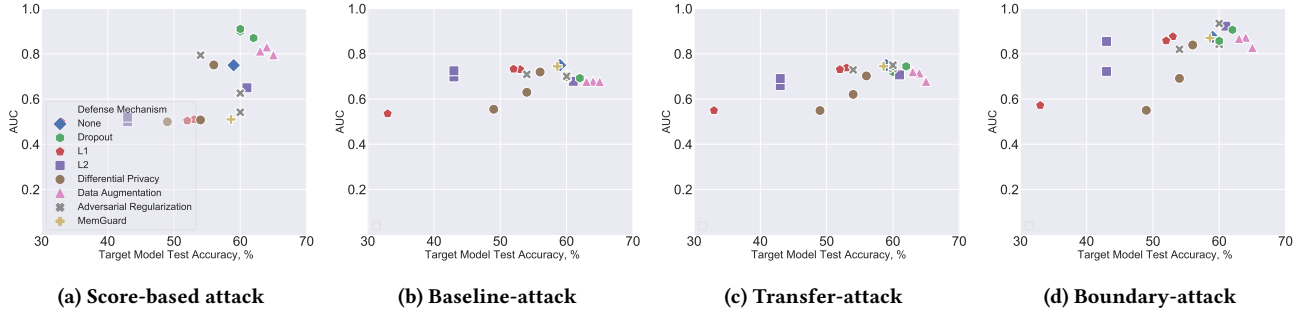 1.0
0.8
0.6
0.4
0.2
AUC
Defense Mechanism
None
Dropout
L1
L2
Differential Privacy
Data Augmentation
Adversarial Regularization
MemGuard
30 40 50 60 70
Target Model Test Accuracy, %
(a) Score-based attack
1.0
0.8
0.6
0.4
0.2
AUC
30 40 50 60 70
Target Model Test Accuracy, %
(b) Baseline-attack
1.0
0.8
0.6
0.4
0.2
AUC
30 40 50 60 70
Target Model Test Accuracy, %
(c) Transfer-attack
1.0
0.8
0.6
0.4
0.2
AUC
30 40 50 60 70
Target Model Test Accuracy, %
(d) Boundary-attack